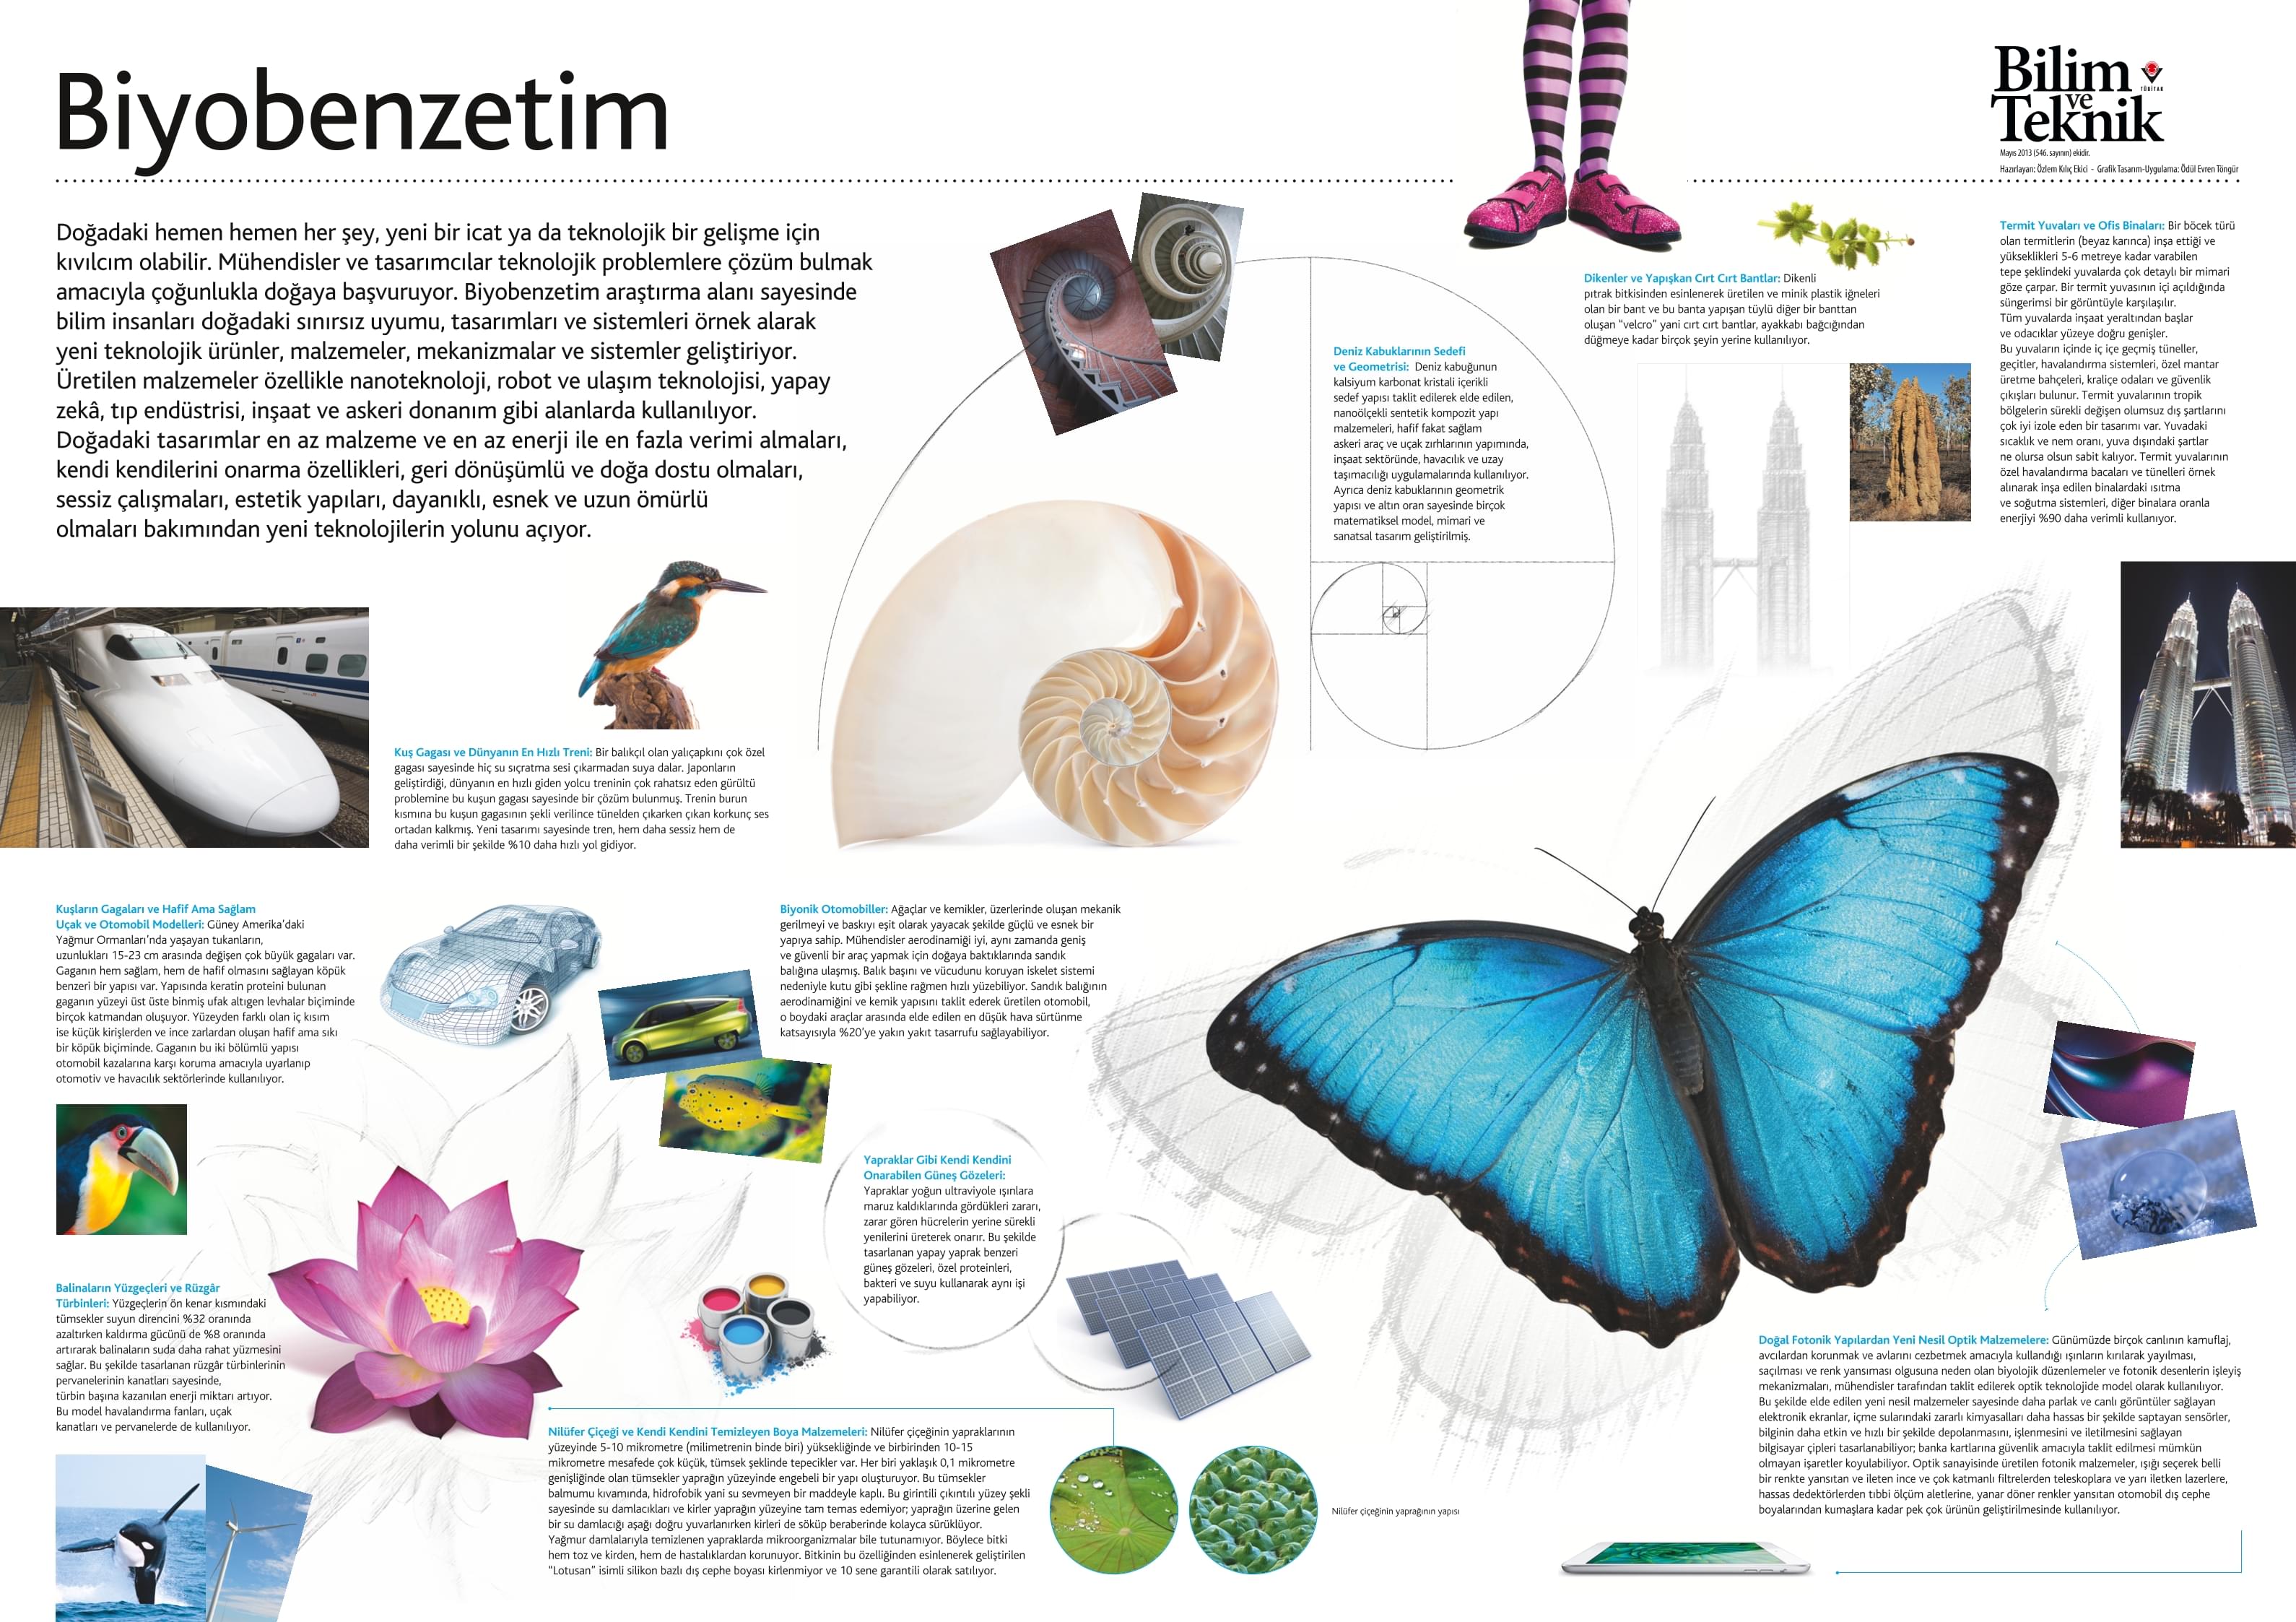 Biyobenzetim
Bilim
ve
Teknik
TÜBİTAK
Mayıs 2013 (546. sayının) ekidir.
Hazırlayan: Özlem Kılıç Ekici - Grafik Tasarım-Uygulama: Ödül Evren Töngür
Doğadaki hemen hemen her şey, yeni bir icat ya da teknolojik bir gelişme için
kıvılcım olabilir. Mühendisler ve tasarımcılar teknolojik problemlere çözüm bulmak
amacıyla çoğunlukla doğaya başvuruyor. Biyobenzetim araştırma alanı sayesinde
bilim insanları doğadaki sınırsız uyumu, tasarımları ve sistemleri örnek alarak
yeni teknolojik ürünler, malzemeler, mekanizmalar ve sistemler geliştiriyor.
Üretilen malzemeler özellikle nanoteknoloji, robot ve ulaşım teknolojisi, yapay
zekâ, tıp endüstrisi, inşaat ve askeri donanım gibi alanlarda kullanılıyor.
Doğadaki tasarımlar en az malzeme ve en az enerji ile en fazla verimi almaları,
kendi kendilerini onarma özellikleri, geri dönüşümlü ve doğa dostu olmaları,
sessiz çalışmaları, estetik yapıları, dayanıklı, esnek ve uzun ömürlü
olmaları bakımından yeni teknolojilerin yolunu açıyor.
Deniz Kabuklarının Sedefi
ve Geometrisi: Deniz kabuğunun
kalsiyum karbonat kristali içerikli
sedef yapısı taklit edilerek elde edilen,
nanoölçekli sentetik kompozit yapı
malzemeleri, hafif fakat sağlam
askeri araç ve uçak zırhlarının yapımında,
inşaat sektöründe, havacılık ve uzay
taşımacılığı uygulamalarında kullanılıyor.
Ayrıca deniz kabuklarının geometrik
yapısı ve altın oran sayesinde birçok
matematiksel model, mimari ve
sanatsal tasarım geliştirilmiş.
Dikenler ve Yapışkan Cırt Cırt Bantlar: Dikenli
pıtrak bitkisinden esinlenerek üretilen ve minik plastik iğneleri
olan bir bant ve bu banta yapışan tüylü diğer bir banttan
oluşan "velcro" yani cırt cırt bantlar, ayakkabı bağcığından
düğmeye kadar birçok şeyin yerine kullanılıyor.
Termit Yuvaları ve Ofis Binaları: Bir böcek türü
olan termitlerin (beyaz karınca) inşa ettiği ve
yükseklikleri 5-6 metreye kadar varabilen
tepe şeklindeki yuvalarda çok detaylı bir mimari
göze çarpar. Bir termit yuvasının içi açıldığında
süngerimsi bir görüntüyle karşılaşılır.
Tüm yuvalarda inşaat yeraltından başlar
ve odacıklar yüzeye doğru genişler.
Bu yuvaların içinde iç içe geçmiş tüneller,
geçitler, havalandırma sistemleri, özel mantar
üretme bahçeleri, kraliçe odaları ve güvenlik
çıkışları bulunur. Termit yuvalarının tropik
bölgelerin sürekli değişen olumsuz dış şartlarını
çok iyi izole eden bir tasarımı var. Yuvadaki
sıcaklık ve nem oranı, yuva dışındaki şartlar
ne olursa olsun sabit kalıyor. Termit yuvalarının
özel havalandırma bacaları ve tünelleri örnek
alınarak inşa edilen binalardaki ısıtma
ve soğutma sistemleri, diğer binalara oranla
enerjiyi %90 daha verimli kullanıyor.
Kuş Gagası ve Dünyanın En Hızlı Treni: Bir balıkçıl olan yalıçapkını çok özel
gagası sayesinde hiç su sıçratma sesi çıkarmadan suya dalar. Japonların
geliştirdiği, dünyanın en hızlı giden yolcu treninin çok rahatsız eden gürültü
problemine bu kuşun gagası sayesinde bir çözüm bulunmuş. Trenin burun
kısmına bu kuşun gagasının şekli verilince tünelden çıkarken çıkan korkunç ses
ortadan kalkmış. Yeni tasarımı sayesinde tren, hem daha sessiz hem de
daha verimli bir şekilde %10 daha hızlı yol gidiyor.
Kuşların Gagaları ve Hafif Ama Sağlam
Uçak ve Otomobil Modelleri: Güney Amerika'daki
Yağmur Ormanları'nda yaşayan tukanların,
uzunlukları 15-23 cm arasında değişen çok büyük gagaları var.
Gaganın hem sağlam, hem de hafif olmasını sağlayan köpük
benzeri bir yapısı var. Yapısında keratin proteini bulunan
gaganın yüzeyi üst üste binmiş ufak altıgen levhalar biçiminde
birçok katmandan oluşuyor. Yüzeyden farklı olan iç kısım
ise küçük kirişlerden ve ince zarlardan oluşan hafif ama sıkı
bir köpük biçiminde. Gaganın bu iki bölümlü yapısı
otomobil kazalarına karşı koruma amacıyla uyarlanıp
otomotiv ve havacılık sektörlerinde kullanılıyor.
Biyonik Otomobiller: Ağaçlar ve kemikler, üzerlerinde oluşan mekanik
gerilmeyi ve baskıyı eşit olarak yayacak şekilde güçlü ve esnek bir
yapıya sahip. Mühendisler aerodinamiği iyi, aynı zamanda geniş
ve güvenli bir araç yapmak için doğaya baktıklarında sandık
balığına ulaşmış. Balık başını ve vücudunu koruyan iskelet sistemi
nedeniyle kutu gibi şekline rağmen hızlı yüzebiliyor. Sandık balığının
aerodinamiğini ve kemik yapısını taklit ederek üretilen otomobil,
o boydaki araçlar arasında elde edilen en düşük hava sürtünme
katsayısıyla %20'ye yakın yakıt tasarrufu sağlayabiliyor.
Yapraklar Gibi Kendi Kendini
Onarabilen Güneş Gözeleri:
Yapraklar yoğun ultraviyole ışınlara
maruz kaldıklarında gördükleri zararı,
zarar gören hücrelerin yerine sürekli
yenilerini üreterek onarır. Bu şekilde
tasarlanan yapay yaprak benzeri
güneş gözeleri, özel proteinleri,
bakteri ve suyu kullanarak aynı işi
yapabiliyor.
Balinaların Yüzgeçleri ve Rüzgâr
Türbinleri: Yüzgeçlerin ön kenar kısmındaki
tümsekler suyun direncini %32 oranında
azaltırken kaldırma gücünü de %8 oranında
artırarak balinaların suda daha rahat yüzmesini
sağlar. Bu şekilde tasarlanan rüzgâr türbinlerinin
pervanelerinin kanatları sayesinde,
türbin başına kazanılan enerji miktarı artıyor.
Bu model havalandırma fanları, uçak
kanatları ve pervanelerde de kullanılıyor.
Nilüfer Çiçeği ve Kendi Kendini Temizleyen Boya Malzemeleri: Nilüfer çiçeğinin yapraklarının
yüzeyinde 5-10 mikrometre (milimetrenin binde biri) yüksekliğinde ve birbirinden 10-15
mikrometre mesafede çok küçük, tümsek şeklinde tepecikler var. Her biri yaklaşık 0,1 mikrometre
genişliğinde olan tümsekler yaprağın yüzeyinde engebeli bir yapı oluşturuyor. Bu tümsekler
balmumu kıvamında, hidrofobik yani su sevmeyen bir maddeyle kaplı. Bu girintili çıkıntılı yüzey şekli
sayesinde su damlacıkları ve kirler yaprağın yüzeyine tam temas edemiyor; yaprağın üzerine gelen
bir su damlacığı aşağı doğru yuvarlanırken kirleri de söküp beraberinde kolayca sürüklüyor.
Yağmur damlalarıyla temizlenen yapraklarda mikroorganizmalar bile tutunamıyor. Böylece bitki
hem toz ve kirden, hem de hastalıklardan korunuyor. Bitkinin bu özelliğinden esinlenerek geliştirilen
"Lotusan" isimli silikon bazlı dış cephe boyası kirlenmiyor ve 10 sene garantili olarak satılıyor.
Nilüfer çiçeğinin yaprağının yapısı
Doğal Fotonik Yapılardan Yeni Nesil Optik Malzemelere: Günümüzde birçok canlının kamuflaj,
avcılardan korunmak ve avlarını cezbetmek amacıyla kullandığı ışınların kırılarak yayılması,
saçılması ve renk yansıması olgusuna neden olan biyolojik düzenlemeler ve fotonik desenlerin işleyiş
mekanizmaları, mühendisler tarafından taklit edilerek optik teknolojide model olarak kullanılıyor.
Bu şekilde elde edilen yeni nesil malzemeler sayesinde daha parlak ve canlı görüntüler sağlayan
elektronik ekranlar, içme sularındaki zararlı kimyasalları daha hassas bir şekilde saptayan sensörler,
bilginin daha etkin ve hızlı bir şekilde depolanmasını, işlenmesini ve iletilmesini sağlayan
bilgisayar çipleri tasarlanabiliyor; banka kartlarına güvenlik amacıyla taklit edilmesi mümkün
olmayan işaretler koyulabiliyor. Optik sanayisinde üretilen fotonik malzemeler, ışığı seçerek belli
bir renkte yansıtan ve ileten ince ve çok katmanlı filtrelerden teleskoplara ve yarı iletken lazerlere,
hassas dedektörlerden tıbbi ölçüm aletlerine, yanar döner renkler yansıtan otomobil dış cephe
boyalarından kumaşlara kadar pek çok ürünün geliştirilmesinde kullanılıyor.